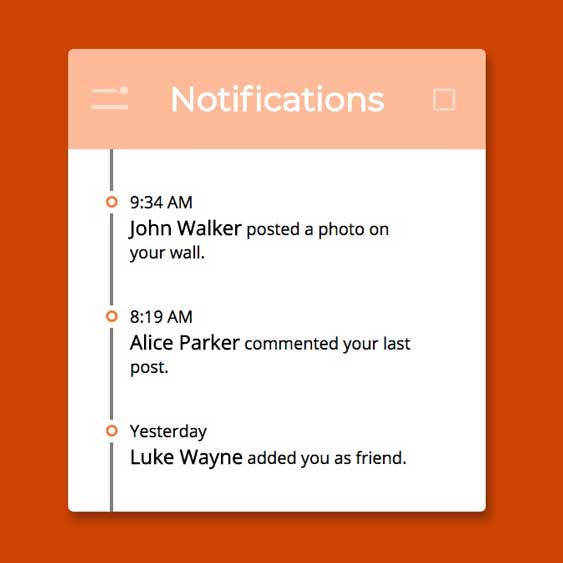 Notifications
9:34 AM
John Walker posted a photo on
your wall.
8:19 AM
Alice Parker commented your last
post.
Yesterday
Luke Wayne added you as friend.